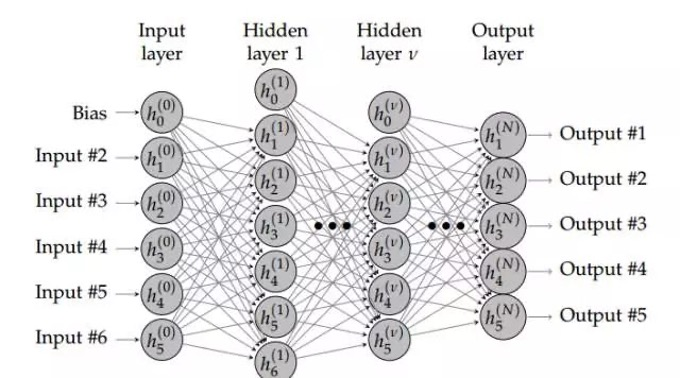 Input layer
Hidden layer 1
Hidden layer ν
Output layer
Bias
Input #2
Input #3
Input #4
Input #5
Input #6
h₀⁽⁰⁾
h₁⁽⁰⁾
h₂⁽⁰⁾
h₃⁽⁰⁾
h₄⁽⁰⁾
h₅⁽⁰⁾
h₀⁽¹⁾
h₁⁽¹⁾
h₂⁽¹⁾
h₃⁽¹⁾
h₄⁽¹⁾
h₅⁽¹⁾
h₆⁽¹⁾
h₀⁽ᵛ⁾
h₁⁽ᵛ⁾
h₂⁽ᵛ⁾
h₃⁽ᵛ⁾
h₄⁽ᵛ⁾
h₅⁽ᵛ⁾
h₁⁽ᴺ⁾
h₂⁽ᴺ⁾
h₃⁽ᴺ⁾
h₄⁽ᴺ⁾
h₅⁽ᴺ⁾
Output #1
Output #2
Output #3
Output #4
Output #5